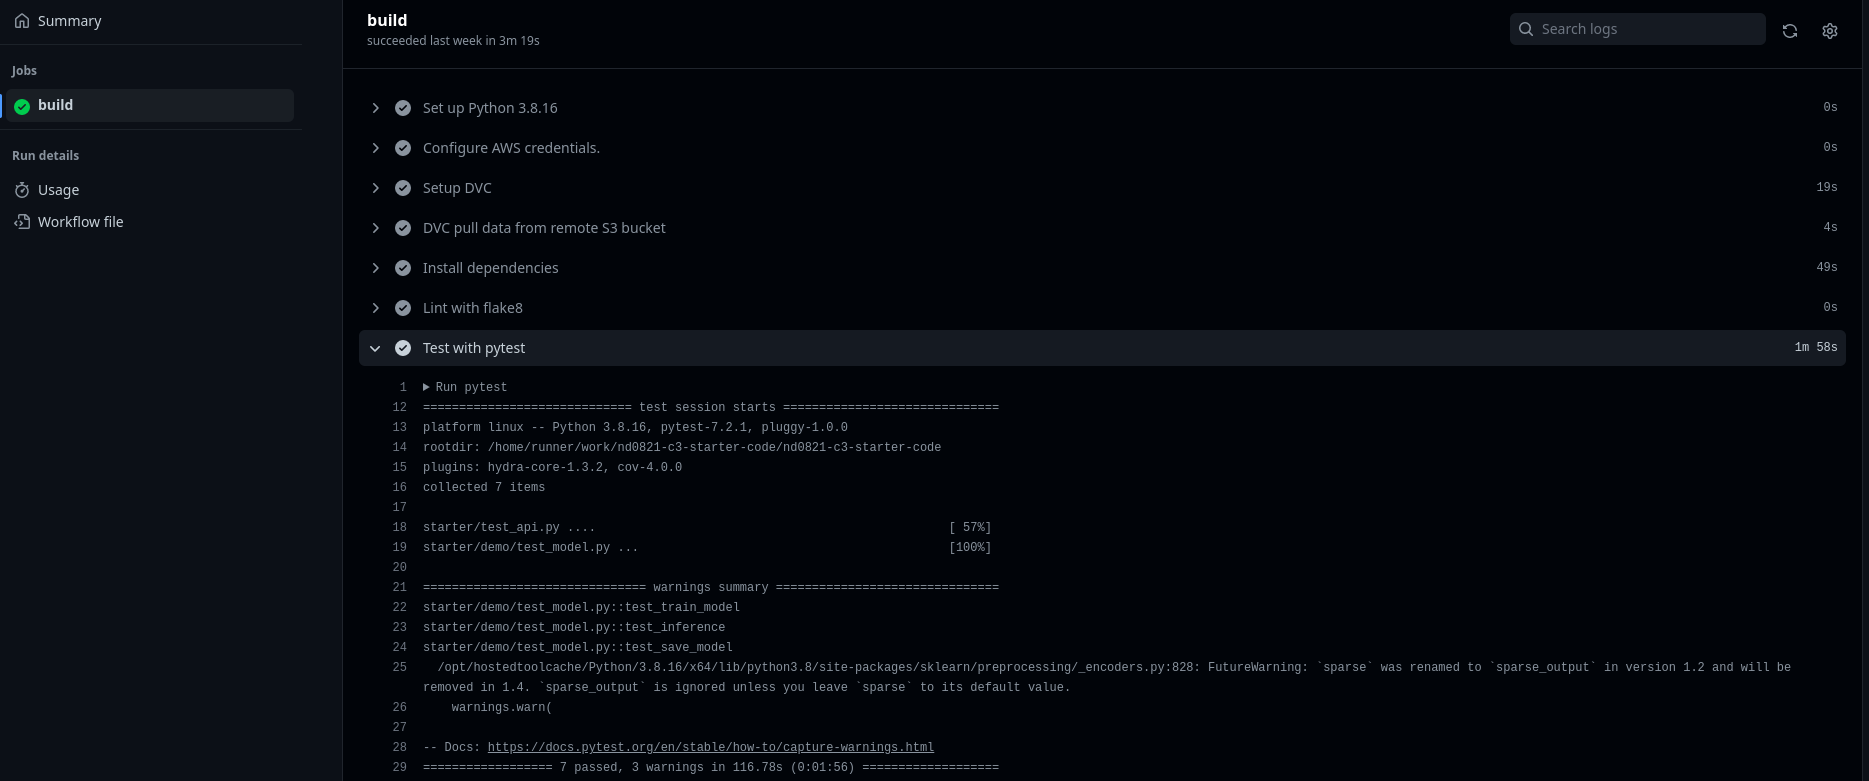 Summary
Jobs
build
Run details
Usage
Workflow file
build
succeeded last week in 3m 19s
Search logs
Set up Python 3.8.16 0s
Configure AWS credentials. 0s
Setup DVC 19s
DVC pull data from remote S3 bucket 4s
Install dependencies 49s
Lint with flake8 0s
Test with pytest 1m 58s
1 Run pytest
12 ============================= test session starts ==============================
13 platform linux -- Python 3.8.16, pytest-7.2.1, pluggy-1.0.0
14 rootdir: /home/runner/work/nd0821-c3-starter-code/nd0821-c3-starter-code
15 plugins: hydra-core-1.3.2, cov-4.0.0
16 collected 7 items
17
18 starter/test_api.py .... [ 57%]
19 starter/demo/test_model.py ... [100%]
20
21 =============================== warnings summary ===============================
22 starter/demo/test_model.py::test_train_model
23 starter/demo/test_model.py::test_inference
24 starter/demo/test_model.py::test_save_model
25 /opt/hostedtoolcache/Python/3.8.16/x64/lib/python3.8/site-packages/sklearn/preprocessing/_encoders.py:828: FutureWarning: `sparse` was renamed to `sparse_output` in version 1.2 and will be
removed in 1.4. `sparse_output` is ignored unless you leave `sparse` to its default value.
26 warnings.warn(
27
28 -- Docs: https://docs.pytest.org/en/stable/how-to/capture-warnings.html
29 ================== 7 passed, 3 warnings in 116.78s (0:01:56) ===================